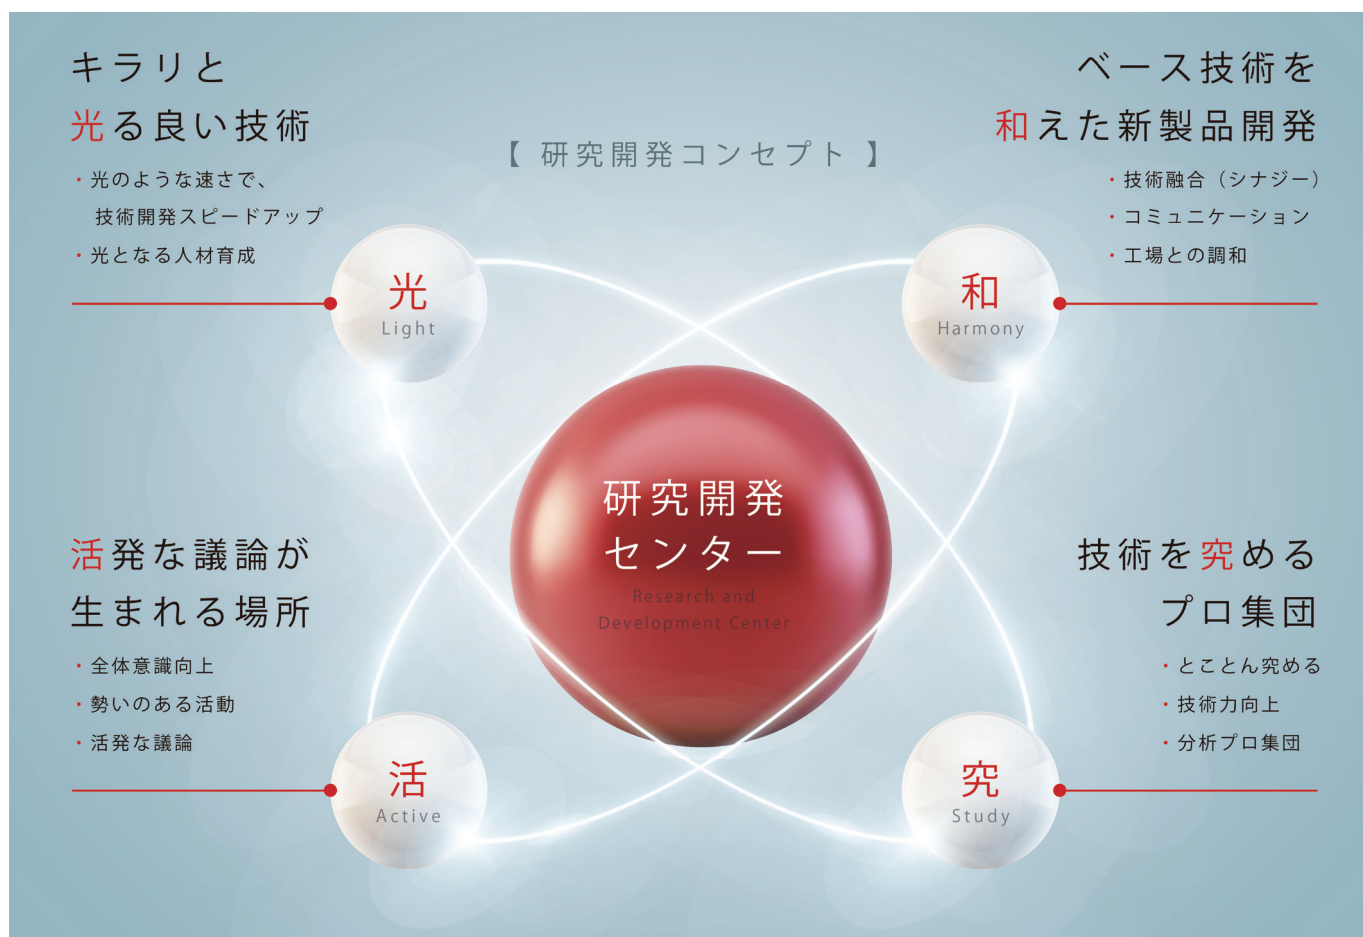 【 研究開発コンセプト 】
キラリと
光る良い技術
・光のような速さで、
技術開発スピードアップ
・光となる人材育成
光
Light
ベース技術を
和えた新製品開発
・技術融合（シナジー）
・コミュニケーション
・工場との調和
和
Harmony
研究開発
センター
Research and
Development Center
活発な議論が
生まれる場所
・全体意識向上
・勢いのある活動
・活発な議論
活
Active
技術を究める
プロ集団
・とことん究める
・技術力向上
・分析プロ集団
究
Study